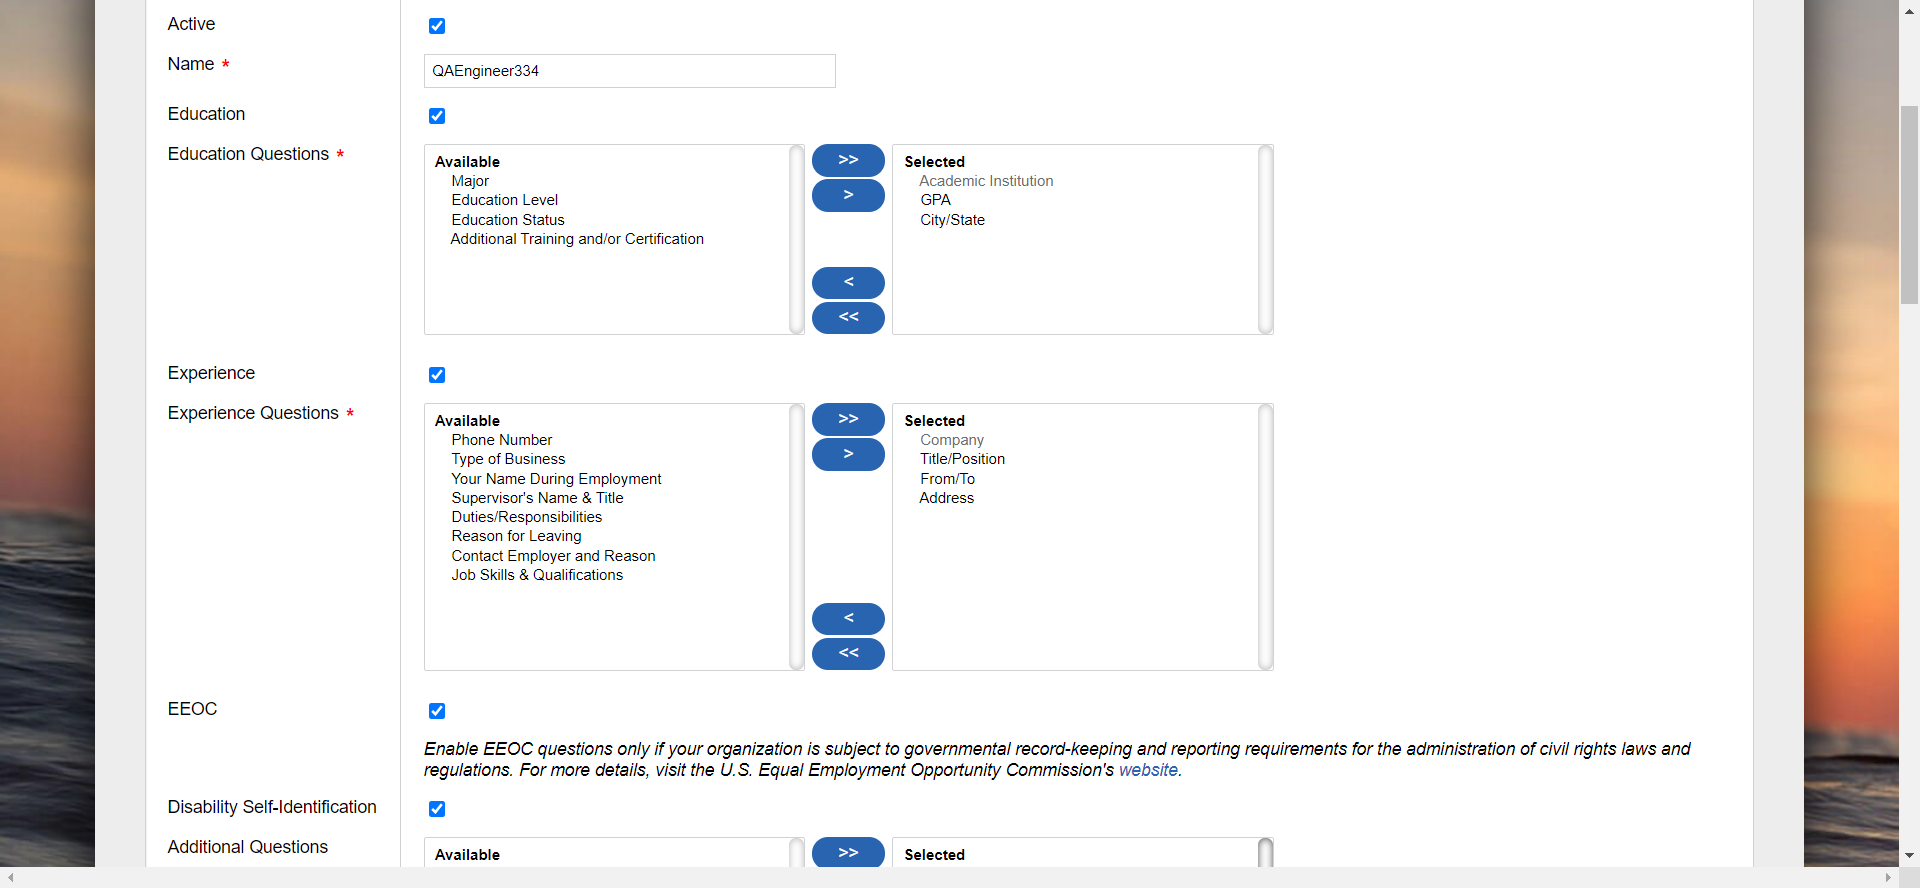 Active
Name *
QAEngineer334
Education
Education Questions *
Available
Major
Education Level
Education Status
Additional Training and/or Certification
>>
>
<
<<
Selected
Academic Institution
GPA
City/State
Experience
Experience Questions *
Available
Phone Number
Type of Business
Your Name During Employment
Supervisor's Name & Title
Duties/Responsibilities
Reason for Leaving
Contact Employer and Reason
Job Skills & Qualifications
>>
>
<
<<
Selected
Company
Title/Position
From/To
Address
EEOC
Enable EEOC questions only if your organization is subject to governmental record-keeping and reporting requirements for the administration of civil rights laws and
regulations. For more details, visit the U.S. Equal Employment Opportunity Commission's website.
Disability Self-Identification
Additional Questions
Available
>>
Selected